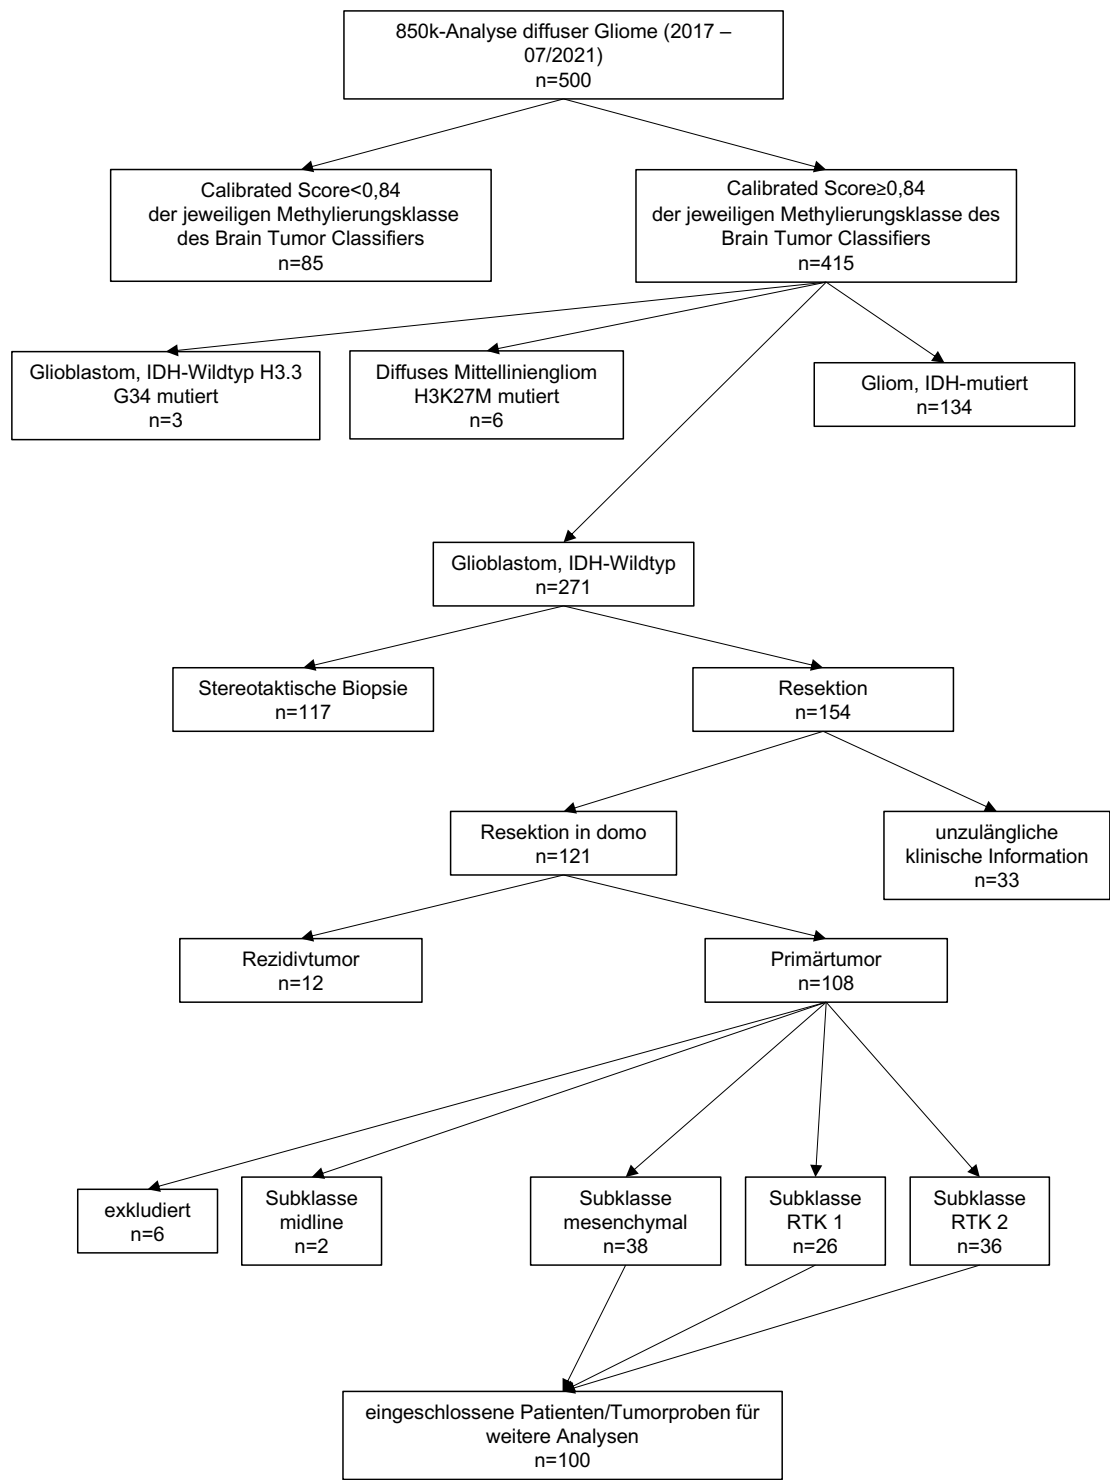 850k-Analyse diffuser Gliome (2017 –
07/2021)
n=500
Calibrated Score<0,84
der jeweiligen Methylierungsklasse
des Brain Tumor Classifiers
n=85
Calibrated Score≥0,84
der jeweiligen Methylierungsklasse des
Brain Tumor Classifiers
n=415
Glioblastom, IDH-Wildtyp H3.3
G34 mutiert
n=3
Diffuses Mittelliniengliom
H3K27M mutiert
n=6
Gliom, IDH-mutiert
n=134
Glioblastom, IDH-Wildtyp
n=271
Stereotaktische Biopsie
n=117
Resektion
n=154
Resektion in domo
n=121
unzulängliche
klinische Information
n=33
Rezidivtumor
n=12
Primärtumor
n=108
exkludiert
n=6
Subklasse
midline
n=2
Subklasse
mesenchymal
n=38
Subklasse
RTK 1
n=26
Subklasse
RTK 2
n=36
eingeschlossene Patienten/Tumorproben für
weitere Analysen
n=100